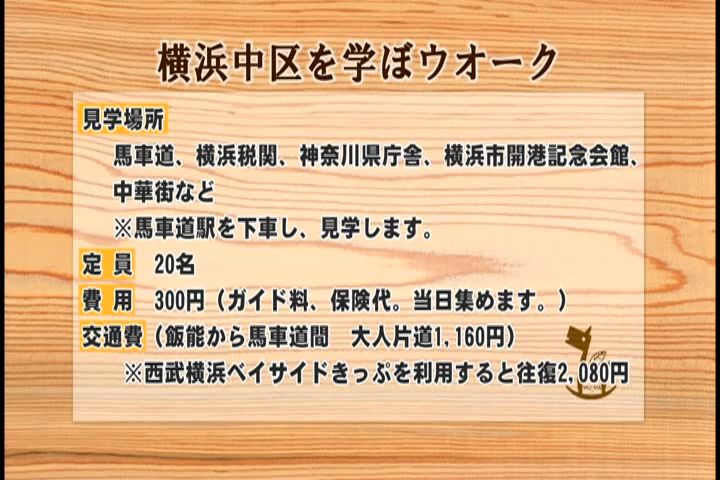 横浜中区を学ぼウオーク
見学場所
馬車道、横浜税関、神奈川県庁舎、横浜市開港記念会館、
中華街など
※馬車道駅を下車し、見学します。
定 員　20名
費 用　300円（ガイド料、保険代。当日集めます。）
交通費（飯能から馬車道間　大人片道1,160円）
※西武横浜ベイサイドきっぷを利用すると往復2,080円